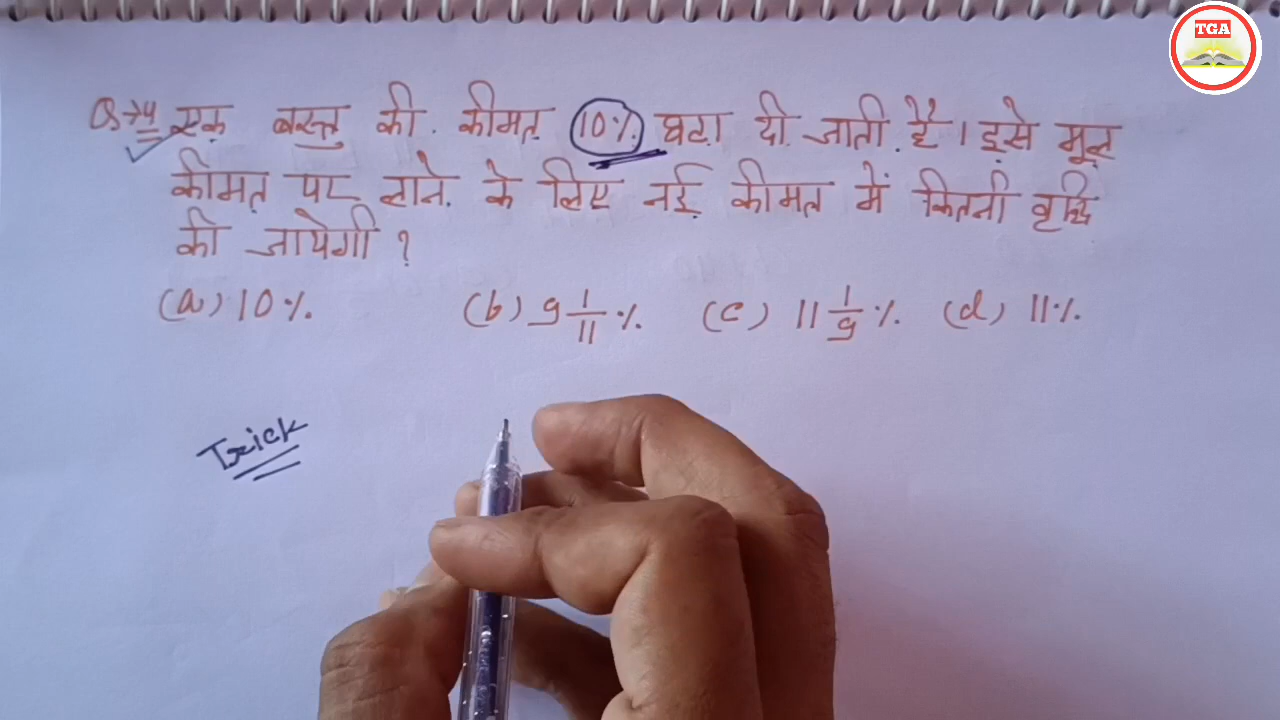 TGA
Q→4 एक वस्तु की कीमत 10% घटा दी जाती है। इसे मूल
कीमत पर लाने के लिए नई कीमत में कितनी वृद्धि
की जायेगी ?
(a) 10% (b) 9 1/11 % (c) 11 1/9 % (d) 11%
Trick